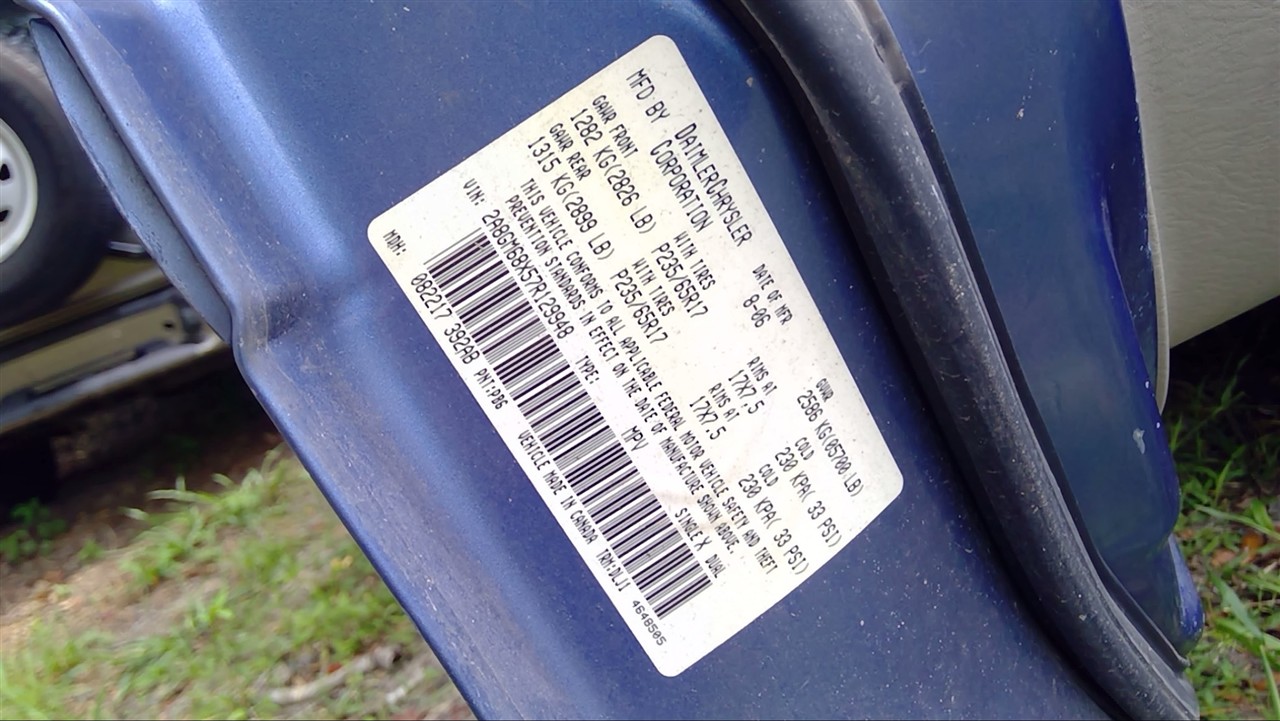 MFD BY DAIMLERCHRYSLER CORPORATION
DATE OF MFR 8-06
GVWR 2586 KG(05700 LB)
GAWR FRONT WITH TIRES RIMS AT COLD
1282 KG(2826 LB) P235/65R17 17X7.5 230 KPA( 33 PSI)
GAWR REAR WITH TIRES RIMS AT COLD
1315 KG(2899 LB) P235/65R17 17X7.5 230 KPA( 33 PSI)
THIS VEHICLE CONFORMS TO ALL APPLICABLE FEDERAL MOTOR VEHICLE SAFETY AND THEFT
PREVENTION STANDARDS IN EFFECT ON THE DATE OF MANUFACTURE SHOWN ABOVE.
VIN: 2A8GM68X57R129948 TYPE: MPV SINGLE X DUAL
MDH: 082217 392AB PNT:PB6 VEHICLE MADE IN CANADA TRM:DLJ1 4648505